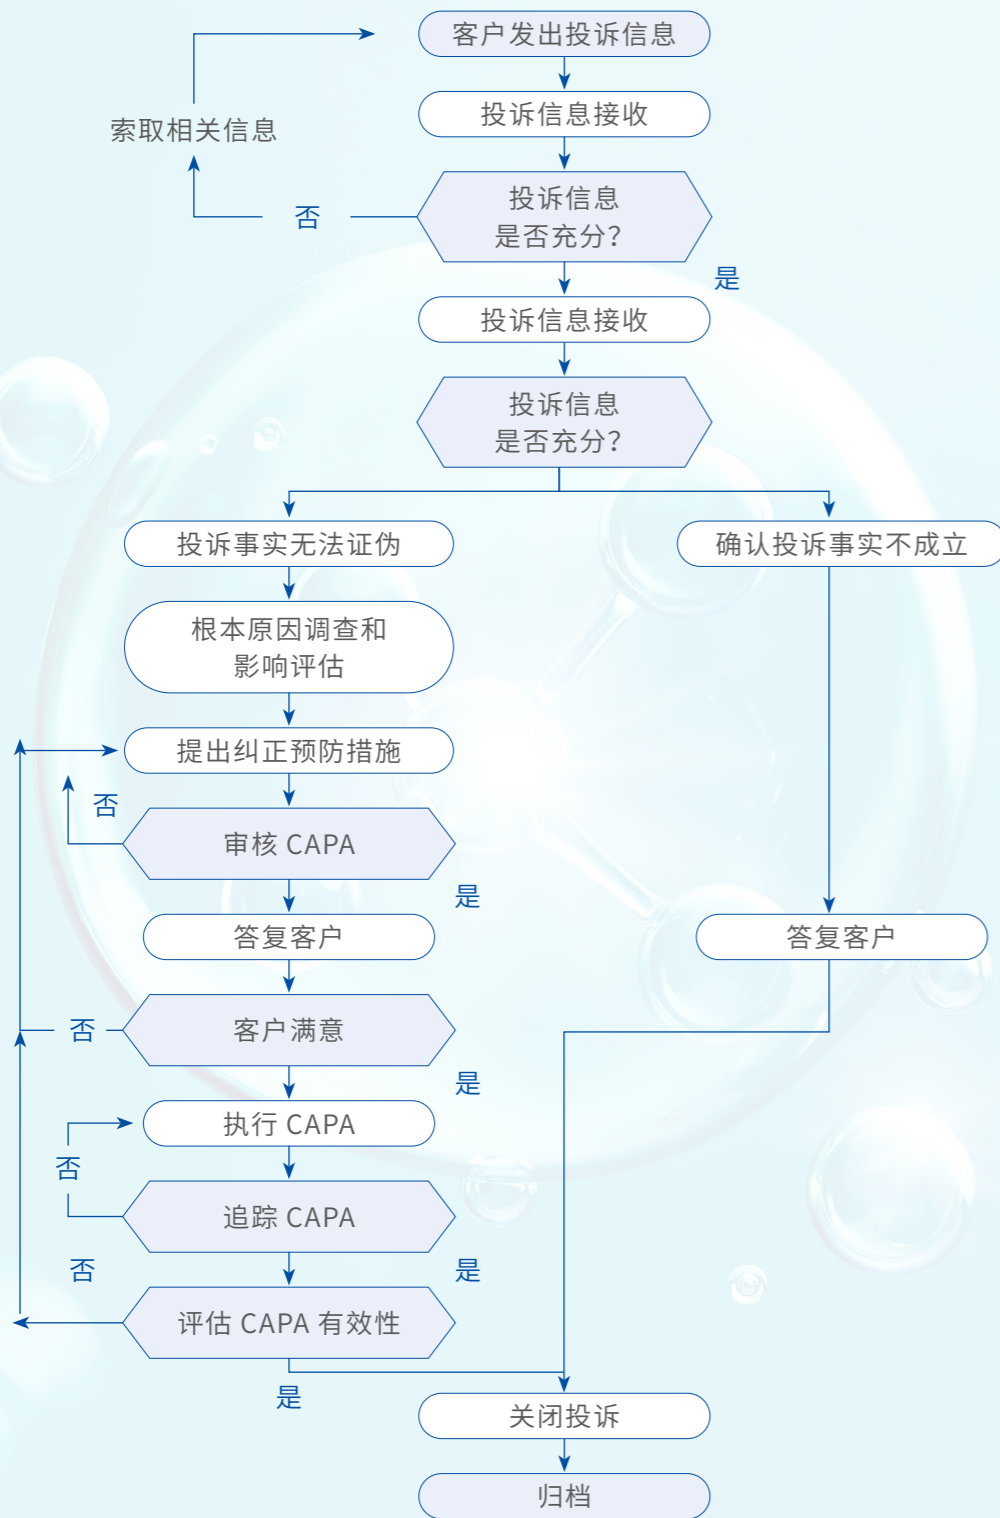 客户发出投诉信息
投诉信息接收
索取相关信息
投诉信息
是否充分？
否
是
投诉信息接收
投诉信息
是否充分？
投诉事实无法证伪
确认投诉事实不成立
根本原因调查和
影响评估
提出纠正预防措施
否
审核 CAPA
是
答复客户
答复客户
否
客户满意
是
执行 CAPA
否
追踪 CAPA
否
是
评估 CAPA 有效性
是
关闭投诉
归档